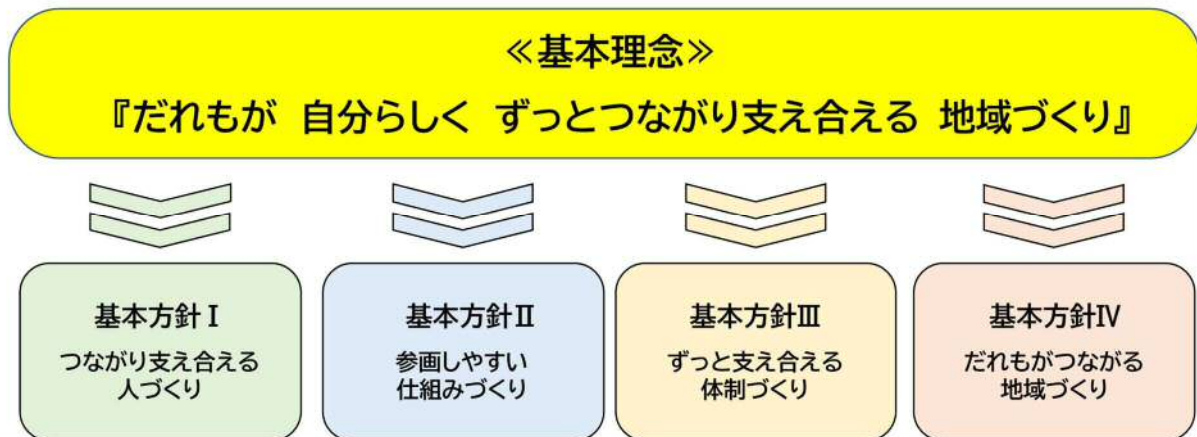 ≪基本理念≫
『だれもが 自分らしく ずっとつながり支え合える 地域づくり』
基本方針Ⅰ
つながり支え合える
人づくり
基本方針Ⅱ
参画しやすい
仕組みづくり
基本方針Ⅲ
ずっと支え合える
体制づくり
基本方針Ⅳ
だれもがつながる
地域づくり